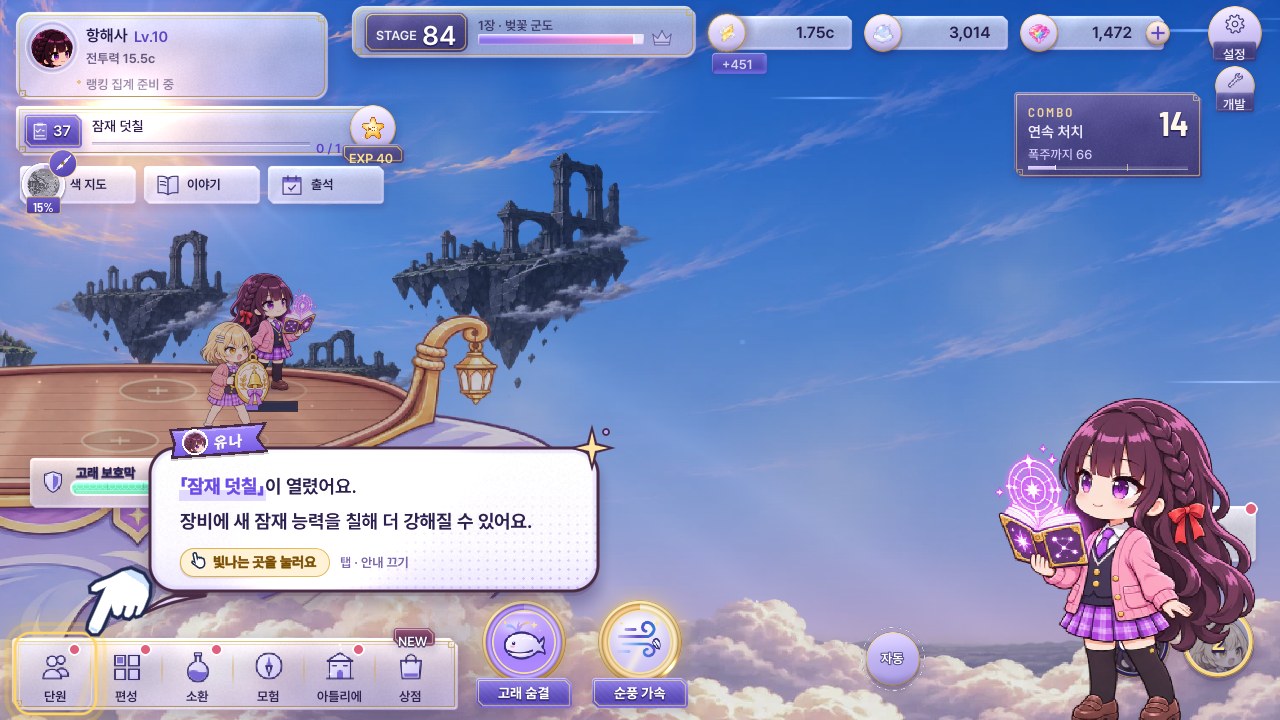 항해사 Lv.10
전투력 15.5c
랭킹 집계 준비 중
STAGE 84
1장 · 벚꽃 군도
1.75c
+451
3,014
1,472
설정
개발
37
잠재 덧칠
0 / 1
EXP 40
색 지도
15%
이야기
출석
COMBO
연속 처치
14
폭주까지 66
고래 보호막
유나
「잠재 덧칠」이 열렸어요.
장비에 새 잠재 능력을 칠해 더 강해질 수 있어요.
빛나는 곳을 눌러요
탭 · 안내 끄기
단원
편성
소환
모험
아틀리에
NEW
상점
고래 숨결
순풍 가속
자동
2